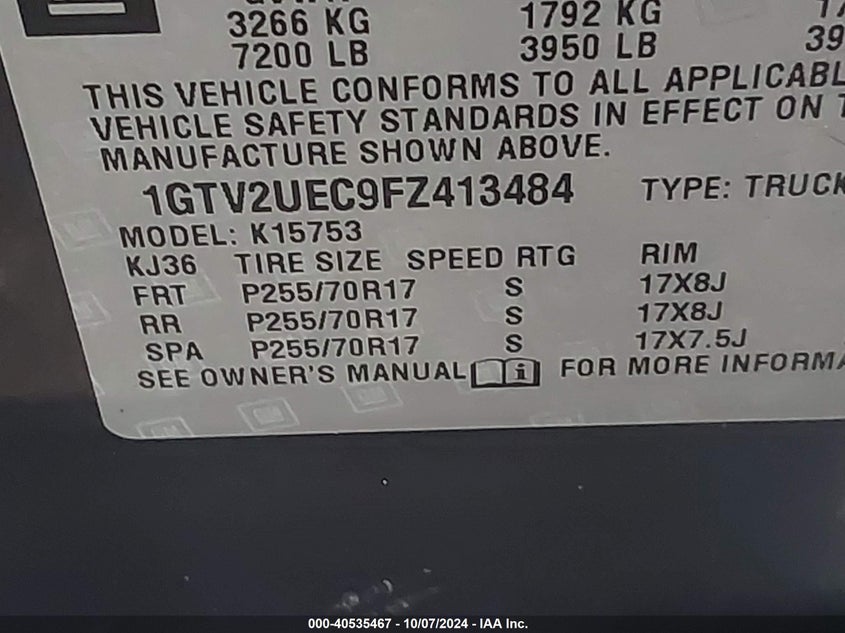 3266 KG 1792 KG
7200 LB 3950 LB 39
THIS VEHICLE CONFORMS TO ALL APPLICABL
VEHICLE SAFETY STANDARDS IN EFFECT ON T
MANUFACTURE SHOWN ABOVE.
1GTV2UEC9FZ413484 TYPE: TRUCK
MODEL: K15753
KJ36 TIRE SIZE SPEED RTG RIM
FRT P255/70R17 S 17X8J
RR P255/70R17 S 17X8J
SPA P255/70R17 S 17X7.5J
SEE OWNER'S MANUAL i FOR MORE INFORMA
000-40535467 - 10/07/2024 - IAA Inc.